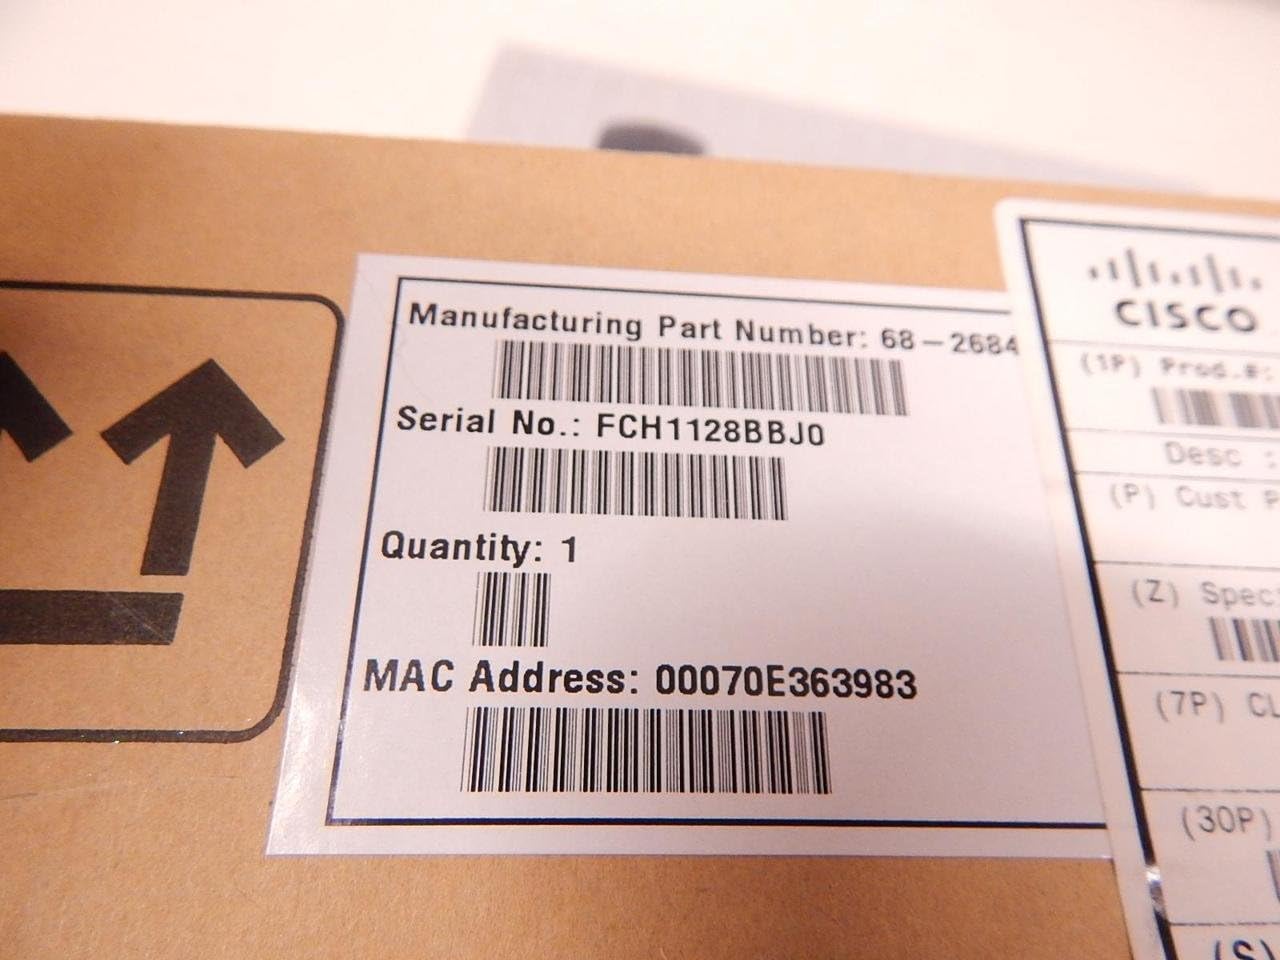 Manufacturing Part Number: 68-2684
Serial No.: FCH1128BBJ0
Quantity: 1
MAC Address: 00070E363983
CISCO
(1P) Prod.#:
Desc :
(P) Cust P
(Z) Spec
(7P) CL
(30P)
(S)